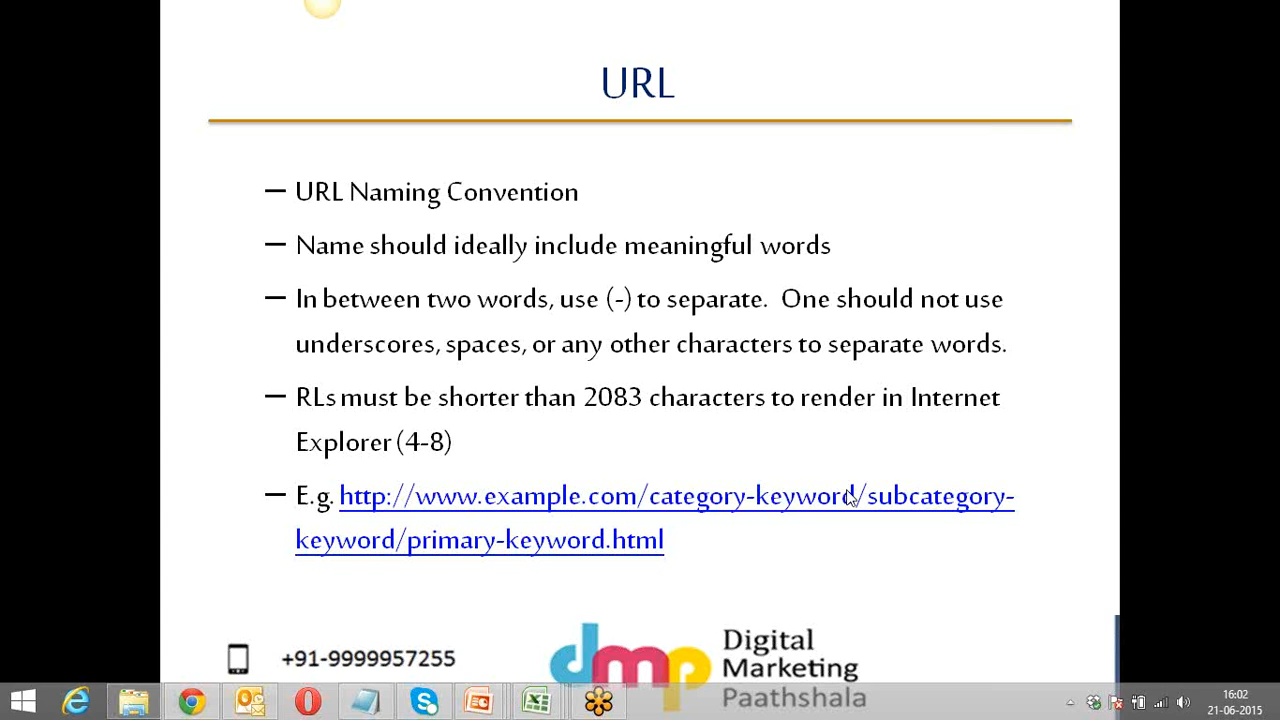 URL
– URL Naming Convention
– Name should ideally include meaningful words
– In between two words, use (-) to separate. One should not use
underscores, spaces, or any other characters to separate words.
– RLs must be shorter than 2083 characters to render in Internet
Explorer (4-8)
– E.g. http://www.example.com/category-keyword/subcategory-
keyword/primary-keyword.html
+91-9999957255
dmp
Digital
Marketing
Paathshala
16:02
21-06-2015